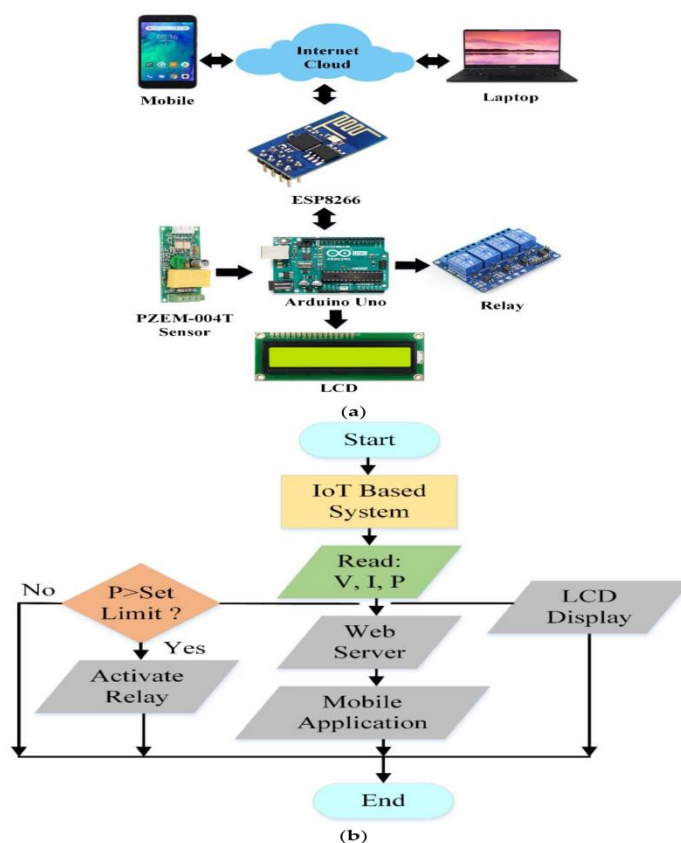 Internet
Cloud
Mobile
Laptop
ESP8266
PZEM-004T
Sensor
Arduino Uno
Relay
LCD
(a)
Start
IoT Based
System
Read:
V, I, P
No
P>Set
Limit ?
Yes
LCD
Display
Web
Server
Activate
Relay
Mobile
Application
End
(b)